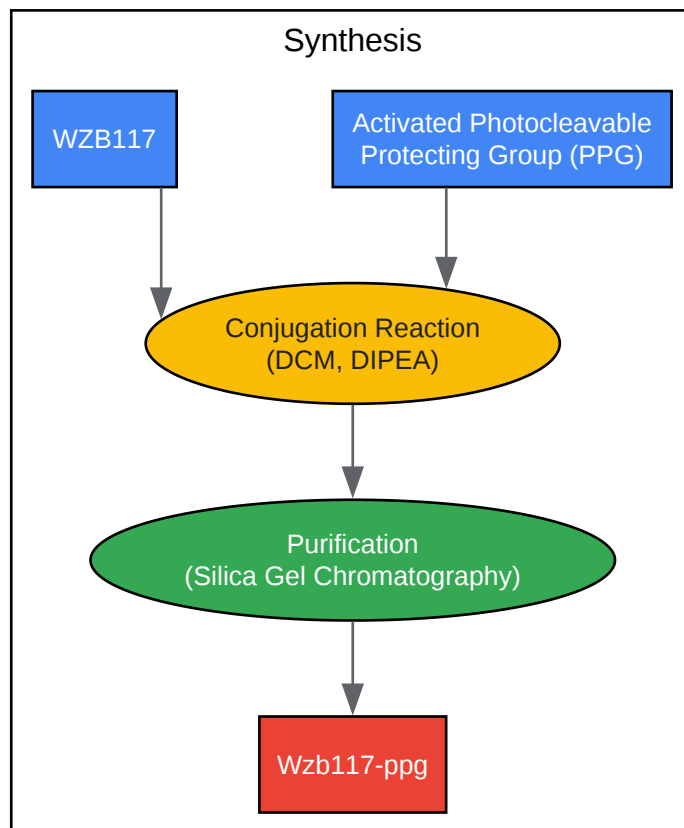 Synthesis
WZB117
Activated Photocleavable
Protecting Group (PPG)
Conjugation Reaction
(DCM, DIPEA)
Purification
(Silica Gel Chromatography)
Wzb117-ppg